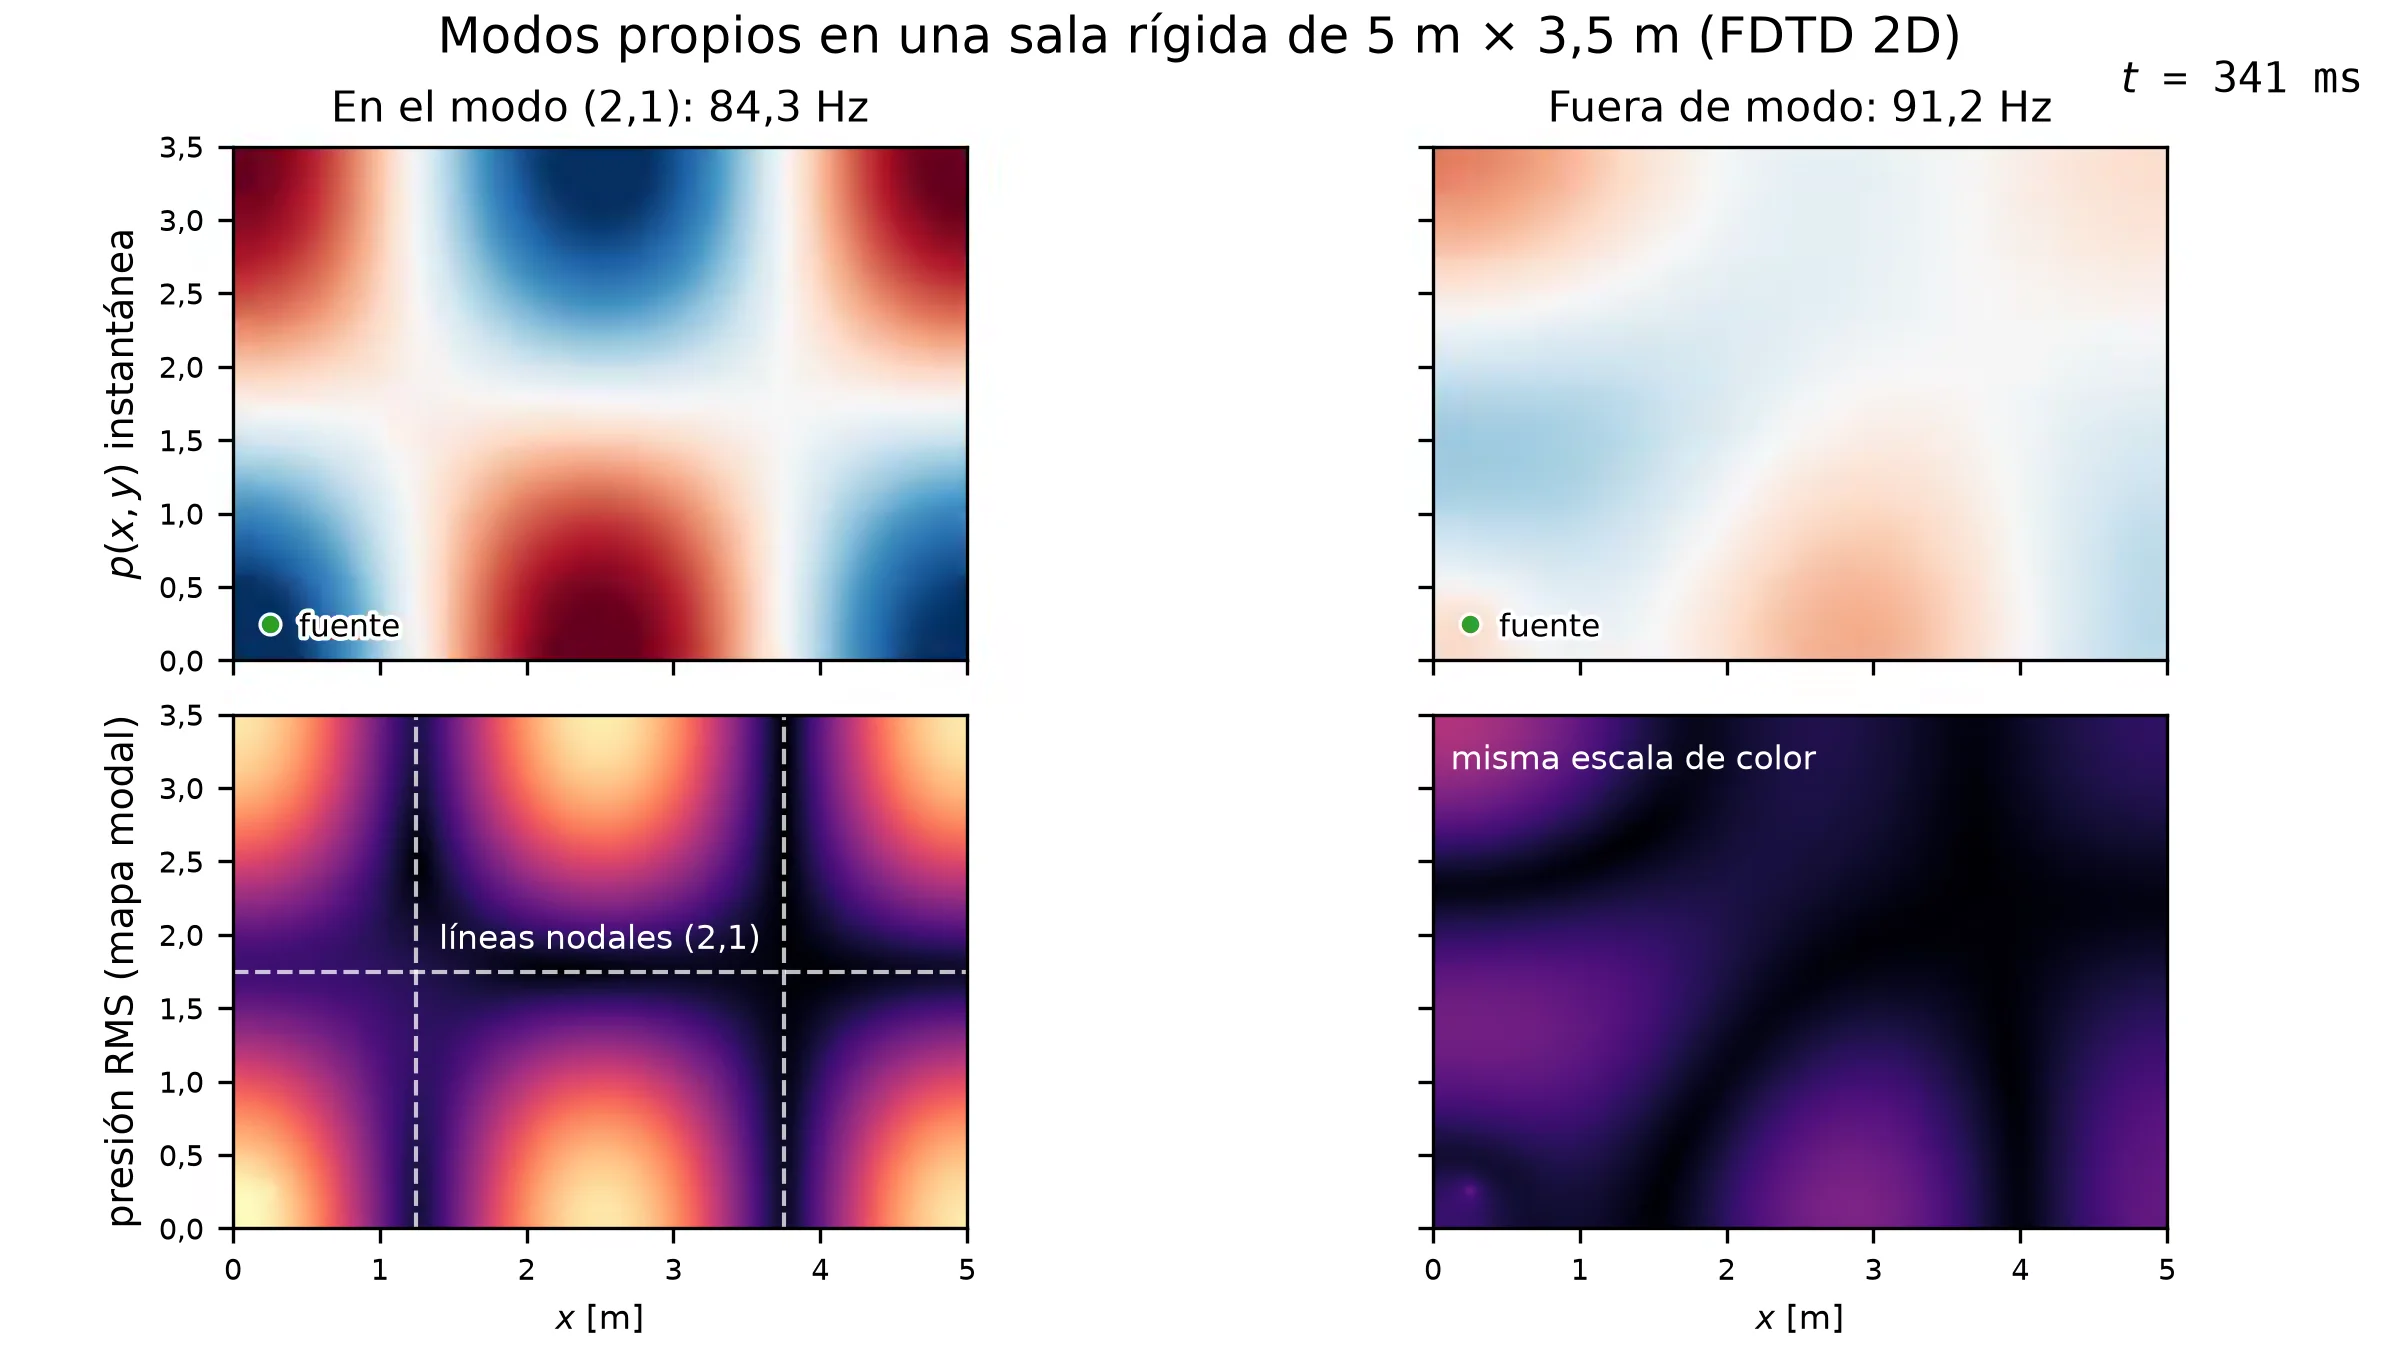 Modos propios en una sala rígida de 5 m × 3,5 m (FDTD 2D)
t = 341 ms
En el modo (2,1): 84,3 Hz
Fuera de modo: 91,2 Hz
p(x, y) instantánea
3,5
3,0
2,5
2,0
1,5
1,0
0,5
0,0
fuente
fuente
presión RMS (mapa modal)
3,5
3,0
2,5
2,0
1,5
1,0
0,5
0,0
líneas nodales (2,1)
misma escala de color
0 1 2 3 4 5
x [m]
0 1 2 3 4 5
x [m]